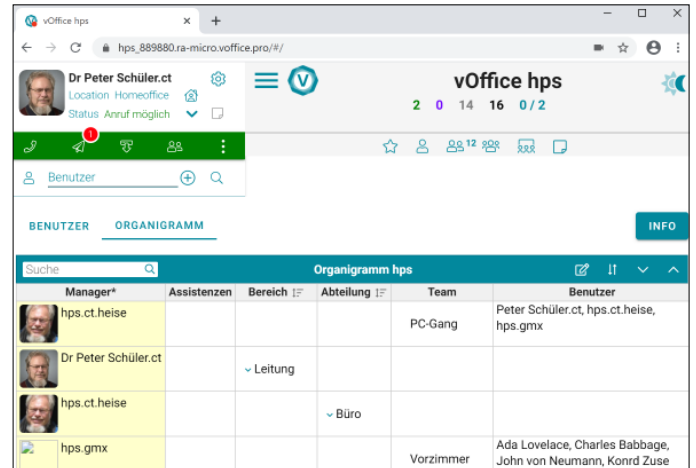 vOffice hps
hps_889880.ra-micro.voffice.pro/#/
Dr Peter Schüler.ct
Location Homeoffice
Status Anruf möglich
vOffice hps
2 0 14 16 0/2
1
12
Benutzer
BENUTZER ORGANIGRAMM
INFO
Suche Organigramm hps
Manager* Assistenzen Bereich Abteilung Team Benutzer
hps.ct.heise PC-Gang Peter Schüler.ct, hps.ct.heise,
hps.gmx
Dr Peter Schüler.ct Leitung
hps.ct.heise Büro
hps.gmx Vorzimmer Ada Lovelace, Charles Babbage,
John von Neumann, Konrd Zuse